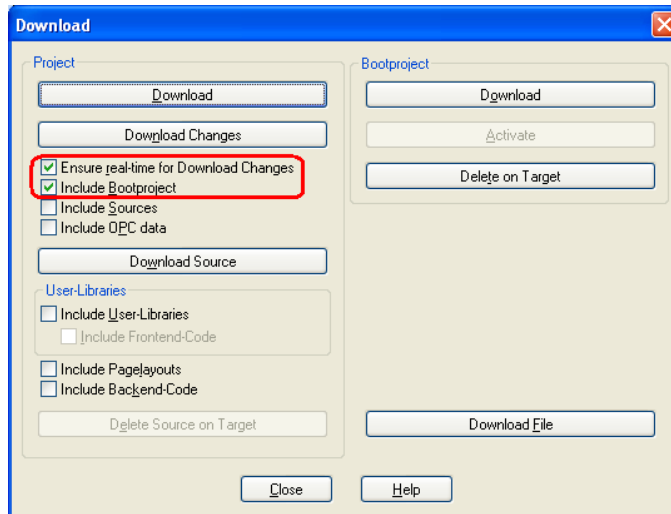 Download
Project
Download
Download Changes
Ensure real-time for Download Changes
Include Bootproject
Include Sources
Include OPC data
Download Source
User-Libraries
Include User-Libraries
Include Frontend-Code
Include Pagelayouts
Include Backend-Code
Delete Source on Target
Bootproject
Download
Activate
Delete on Target
Download File
Close
Help